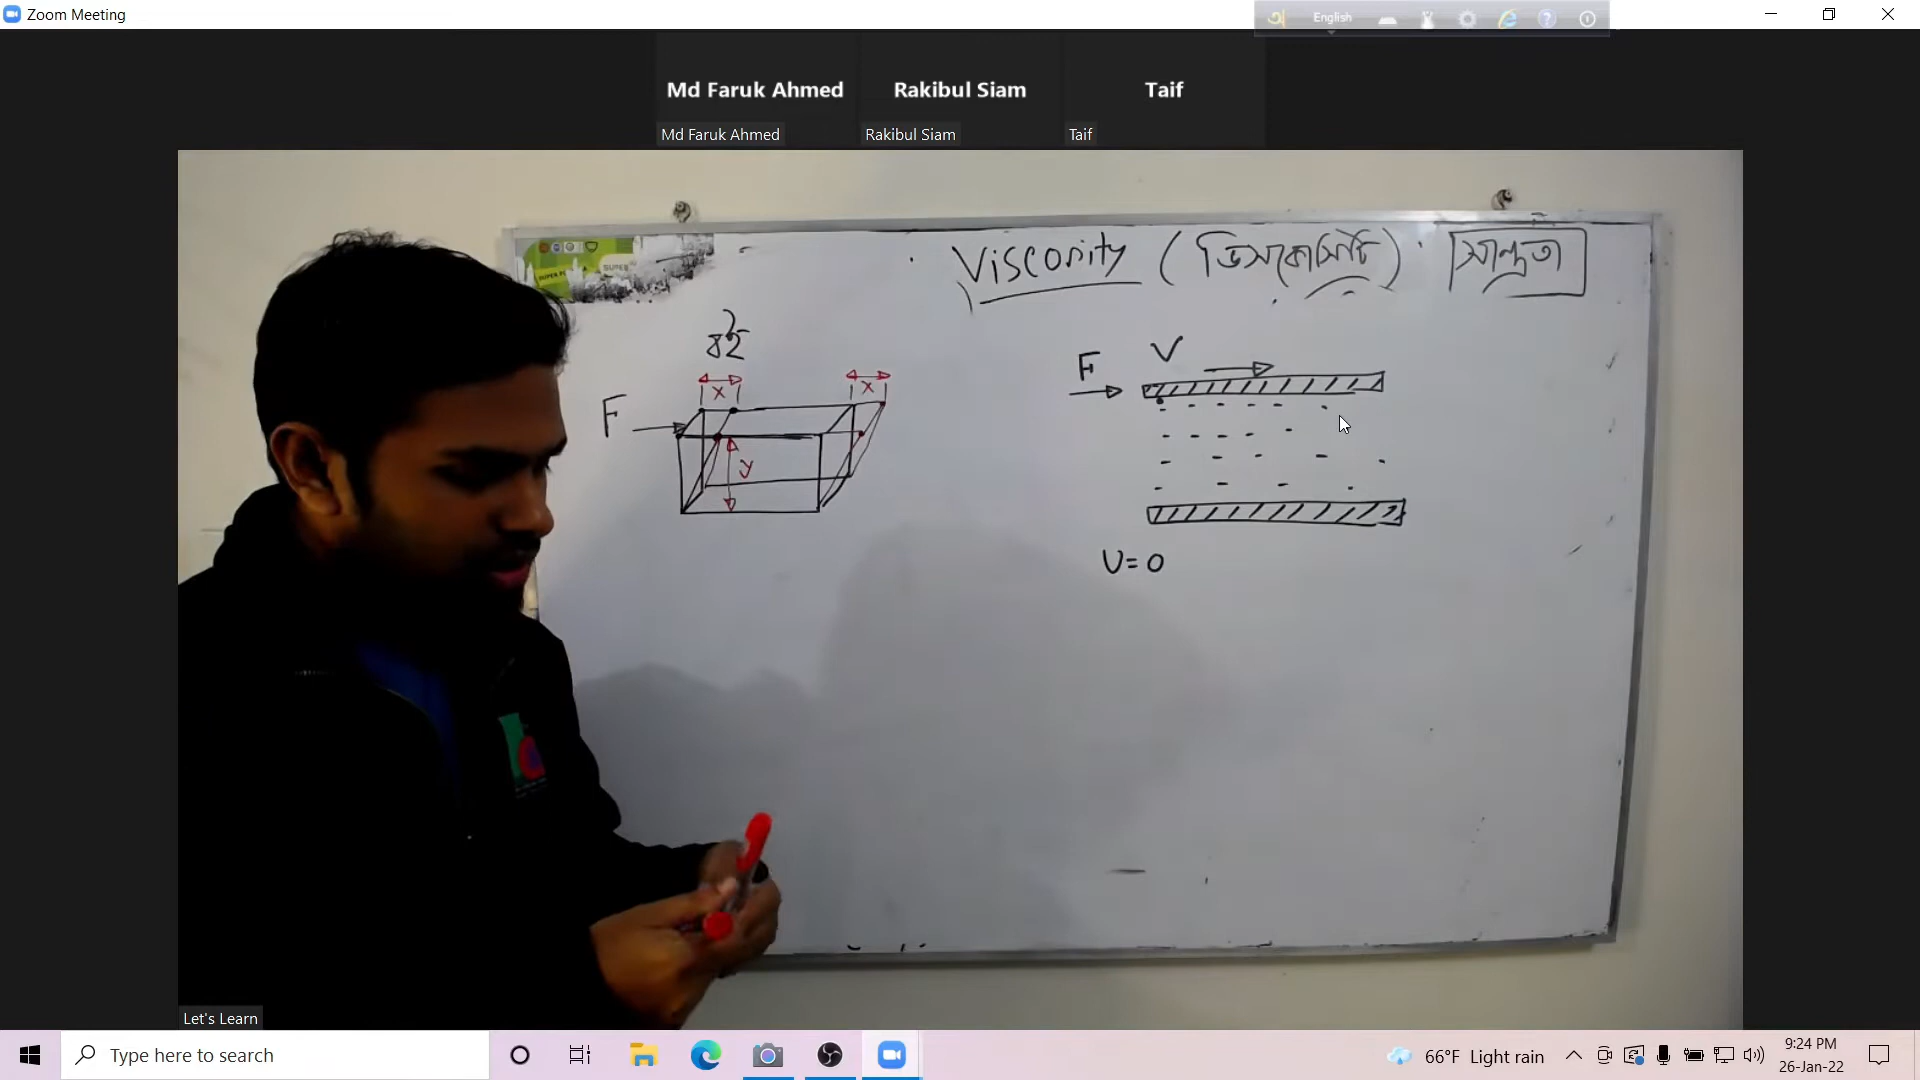 Zoom Meeting
English
Md Faruk Ahmed
Rakibul Siam
Taif
Md Faruk Ahmed
Rakibul Siam
Taif
Viscosity (ভিসকোসিটি)
সান্দ্রতা
F
x
x
y
F
V
V=0
Let's Learn
Type here to search
66°F Light rain
9:24 PM
26-Jan-22